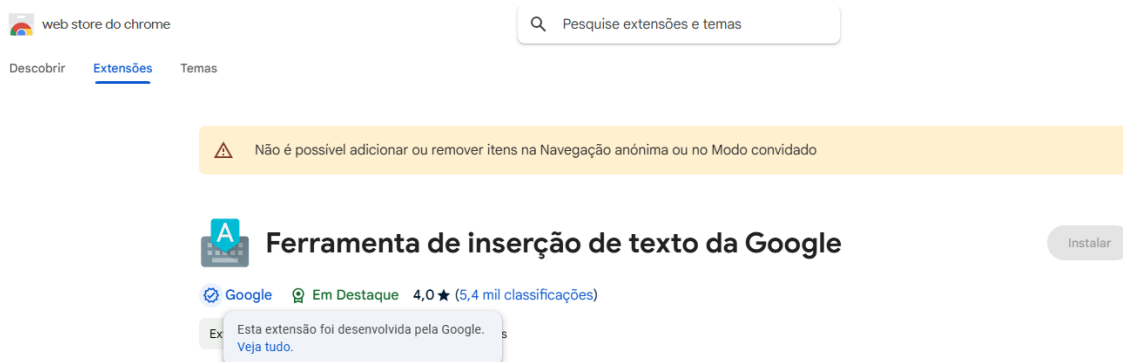 web store do chrome
Pesquise extensões e temas
Descobrir Extensões Temas
Não é possível adicionar ou remover itens na Navegação anónima ou no Modo convidado
A
Ferramenta de inserção de texto da Google
Instalar
Google Em Destaque 4,0 ★ (5,4 mil classificações)
Esta extensão foi desenvolvida pela Google.
Veja tudo.